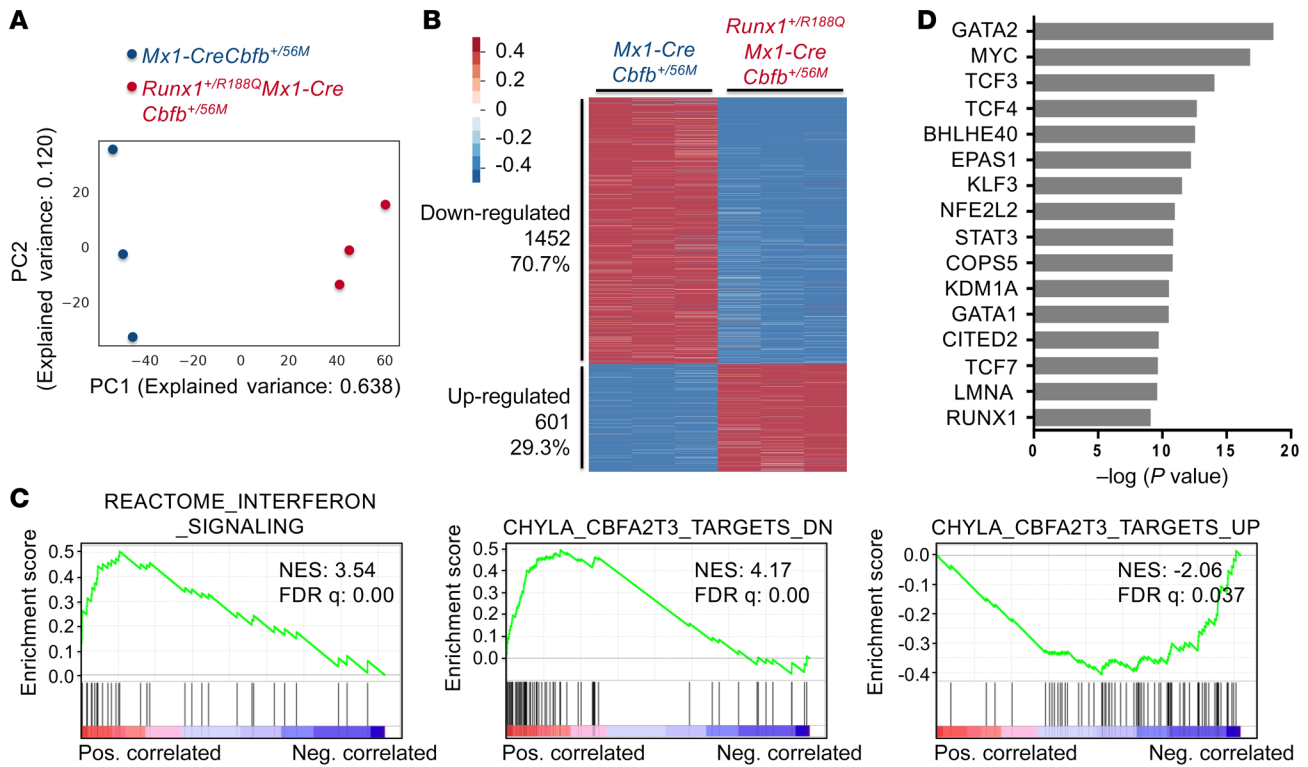 A
Mx1-CreCbfb+/56M
Runx1+/R188QMx1-Cre
Cbfb+/56M
PC2
(Explained variance: 0.120)
20
0
−20
−40
−20
0
20
40
60
PC1 (Explained variance: 0.638)
B
0.4
0.2
0
-0.2
-0.4
Mx1-Cre
Cbfb+/56M
Runx1+/R188Q
Mx1-Cre
Cbfb+/56M
Down-regulated
1452
70.7%
Up-regulated
601
29.3%
D
GATA2
MYC
TCF3
TCF4
BHLHE40
EPAS1
KLF3
NFE2L2
STAT3
COPS5
KDM1A
GATA1
CITED2
TCF7
LMNA
RUNX1
0
5
10
15
20
–log (P value)
C
REACTOME_INTERFERON
_SIGNALING
Enrichment score
0.5
0.4
0.3
0.2
0.1
0.0
NES: 3.54
FDR q: 0.00
Pos. correlated
Neg. correlated
CHYLA_CBFA2T3_TARGETS_DN
Enrichment score
0.5
0.4
0.3
0.2
0.1
0.0
NES: 4.17
FDR q: 0.00
Pos. correlated
Neg. correlated
CHYLA_CBFA2T3_TARGETS_UP
Enrichment score
0.0
-0.1
-0.2
-0.3
-0.4
NES: -2.06
FDR q: 0.037
Pos. correlated
Neg. correlated